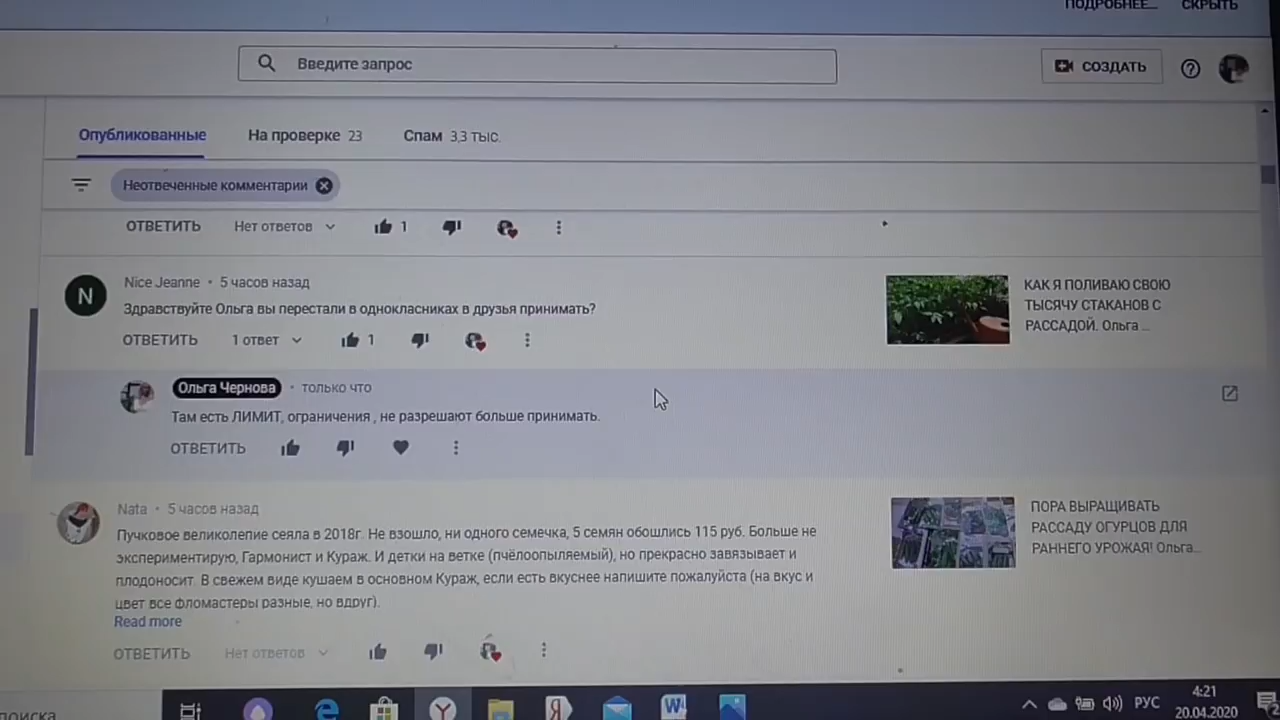 ПОДРОБНЕЕ... СКРЫТЬ
Введите запрос
СОЗДАТЬ
Опубликованные На проверке 23 Спам 3,3 тыс.
Неотвеченные комментарии
ОТВЕТИТЬ Нет ответов 1
N
Nice Jeanne • 5 часов назад
Здравствуйте Ольга вы перестали в однокласниках в друзья принимать?
ОТВЕТИТЬ 1 ответ 1
КАК Я ПОЛИВАЮ СВОЮ
ТЫСЯЧУ СТАКАНОВ С
РАССАДОЙ. Ольга ...
Ольга Чернова • только что
Там есть ЛИМИТ, ограничения , не разрешают больше принимать.
ОТВЕТИТЬ
Nata • 5 часов назад
Пучковое великолепие сеяла в 2018г. Не взошло, ни одного семечка, 5 семян обошлись 115 руб. Больше не
экспериментирую, Гармонист и Кураж. И детки на ветке (пчёлоопыляемый), но прекрасно завязывает и
плодоносит. В свежем виде кушаем в основном Кураж, если есть вкуснее напишите пожалуйста (на вкус и
цвет все фломастеры разные, но вдруг).
Read more
ОТВЕТИТЬ Нет ответов
ПОРА ВЫРАЩИВАТЬ
РАССАДУ ОГУРЦОВ ДЛЯ
РАННЕГО УРОЖАЯ! Ольга...
поиска
Y
Я
W
РУС
4:21
20.04.2020
2